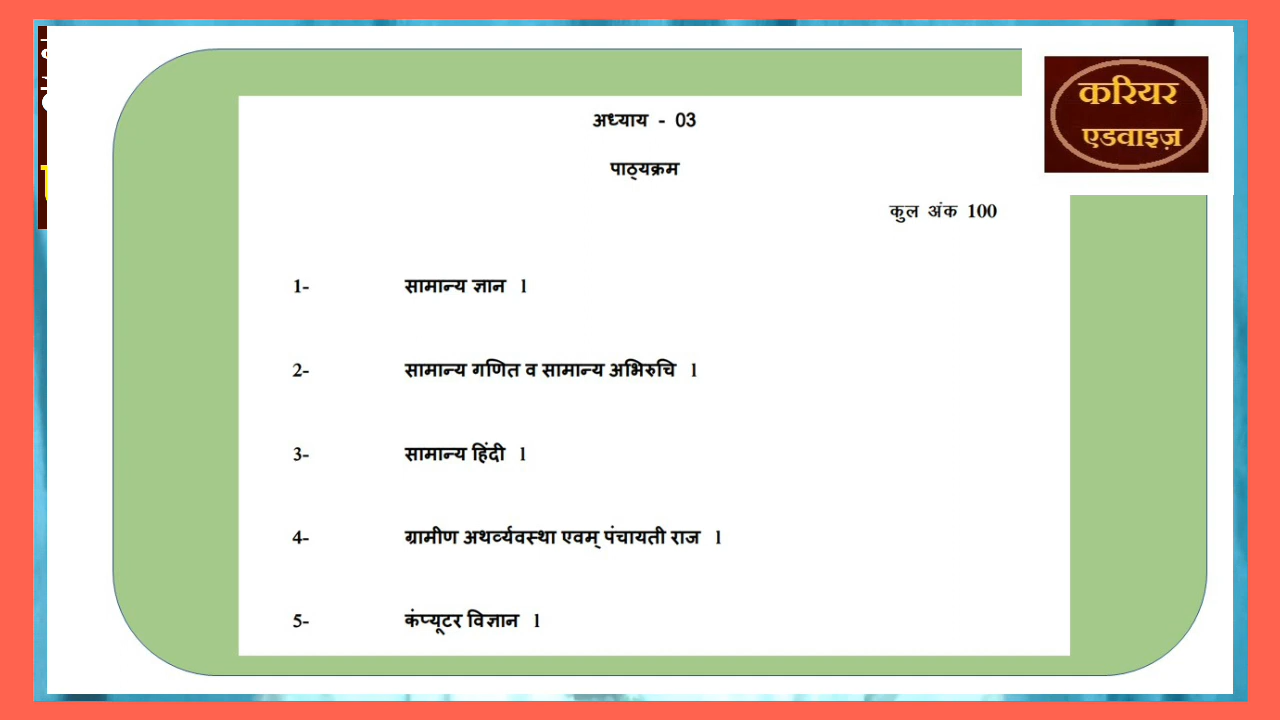 करियर
एडवाइज़
अध्याय - 03
पाठ्यक्रम
कुल अंक 100
1- सामान्य ज्ञान l
2- सामान्य गणित व सामान्य अभिरुचि l
3- सामान्य हिंदी l
4- ग्रामीण अथर्व्यवस्था एवम् पंचायती राज l
5- कंप्यूटर विज्ञान l